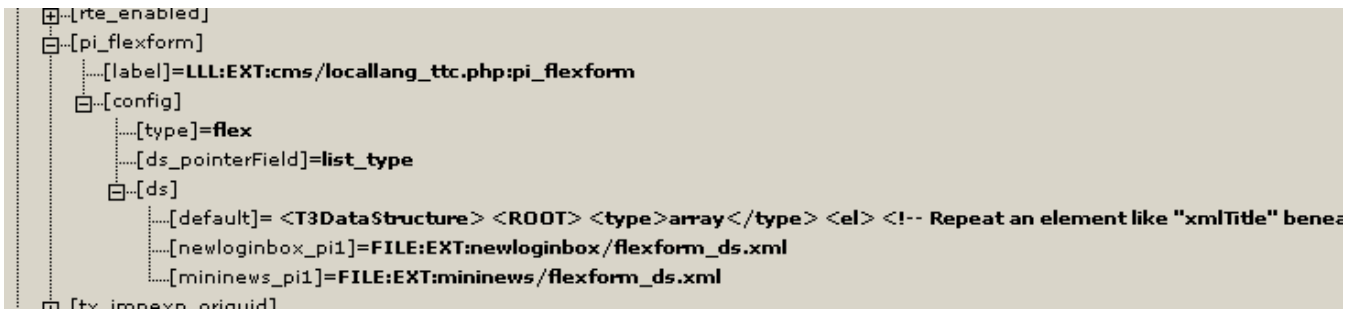 [rte_enabled]
[pi_flexform]
[label]=LLL:EXT:cms/locallang_ttc.php:pi_flexform
[config]
[type]=flex
[ds_pointerField]=list_type
[ds]
[default]= <T3DataStructure> <ROOT> <type>array</type> <el> <!-- Repeat an element like "xmlTitle" benea
[newloginbox_pi1]=FILE:EXT:newloginbox/flexform_ds.xml
[mininews_pi1]=FILE:EXT:mininews/flexform_ds.xml
[tx_impexp_origuid]